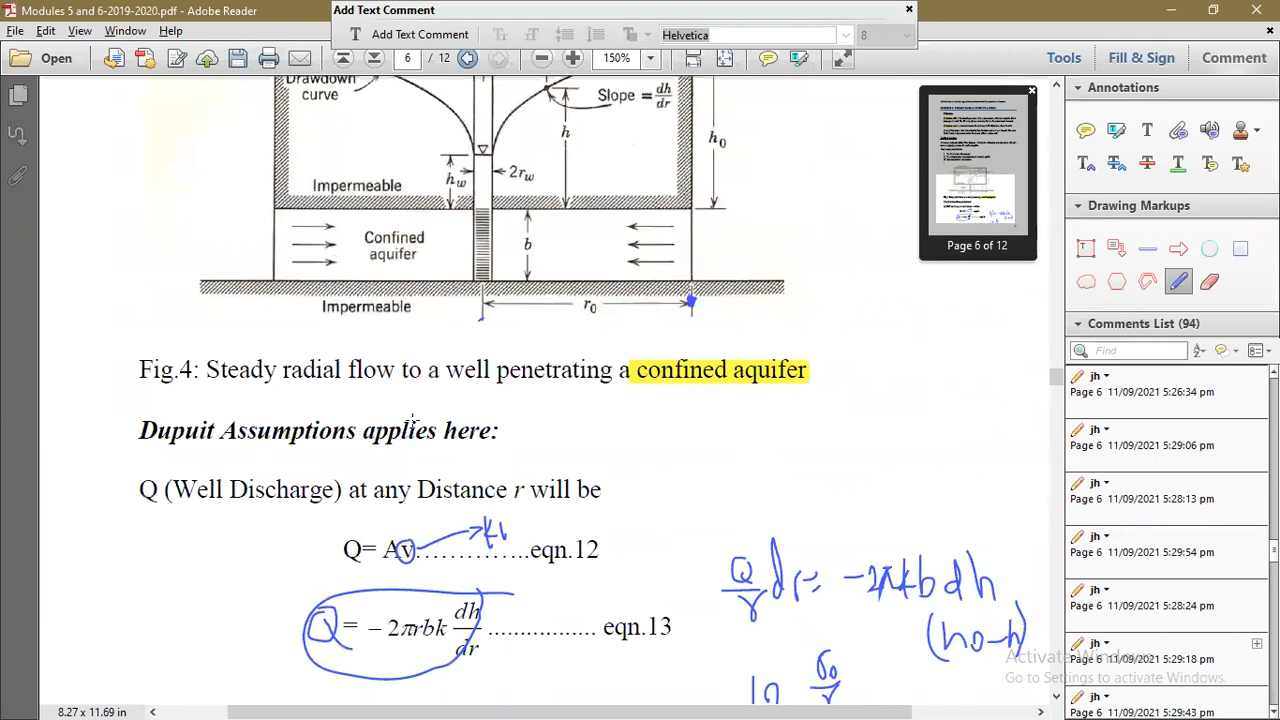 Modules 5 and 6-2019-2020.pdf - Adobe Reader
Add Text Comment
File Edit View Window Help
Add Text Comment
Helvetica
8
Open
6 / 12
150%
Tools Fill & Sign Comment
Annotations
Drawing Markups
Page 6 of 12
Comments List (94)
Find
jh
Page 6 11/09/2021 5:26:34 pm
jh
Page 6 11/09/2021 5:29:06 pm
jh
Page 6 11/09/2021 5:28:13 pm
jh
Page 6 11/09/2021 5:29:54 pm
jh
Page 6 11/09/2021 5:28:24 pm
jh
Page 6 11/09/2021 5:29:18 pm
jh
Page 6 11/09/2021 5:29:43 pm
Drawdown
curve
Slope = dh/dr
h
h0
hw
2rw
Impermeable
Confined
aquifer
b
Impermeable
r0
Fig.4: Steady radial flow to a well penetrating a confined aquifer
Dupuit Assumptions applies here:
Q (Well Discharge) at any Distance r will be
Q= Av……………..eqn.12
Q = − 2πrbk dh/dr ................. eqn.13
Q/r dr = -2πkb dh
(h0-h)
ln r0/r
Activate Windows
Go to Settings to activate Windows.
8.27 x 11.69 in